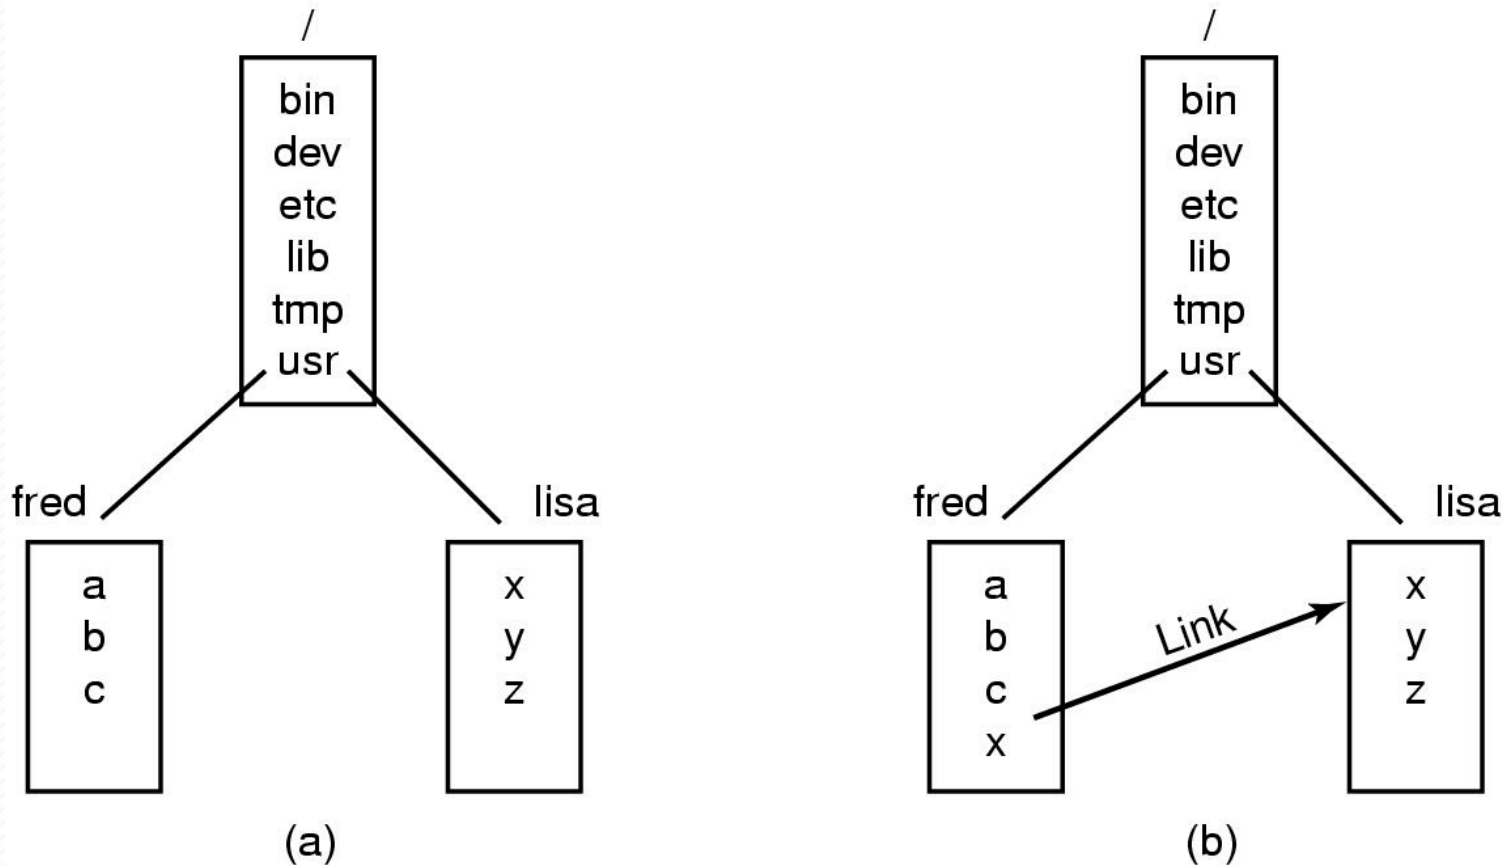 /
bin
dev
etc
lib
tmp
usr
fred
lisa
a
b
c
x
y
z
(a)
/
bin
dev
etc
lib
tmp
usr
fred
lisa
a
b
c
x
Link
x
y
z
(b)